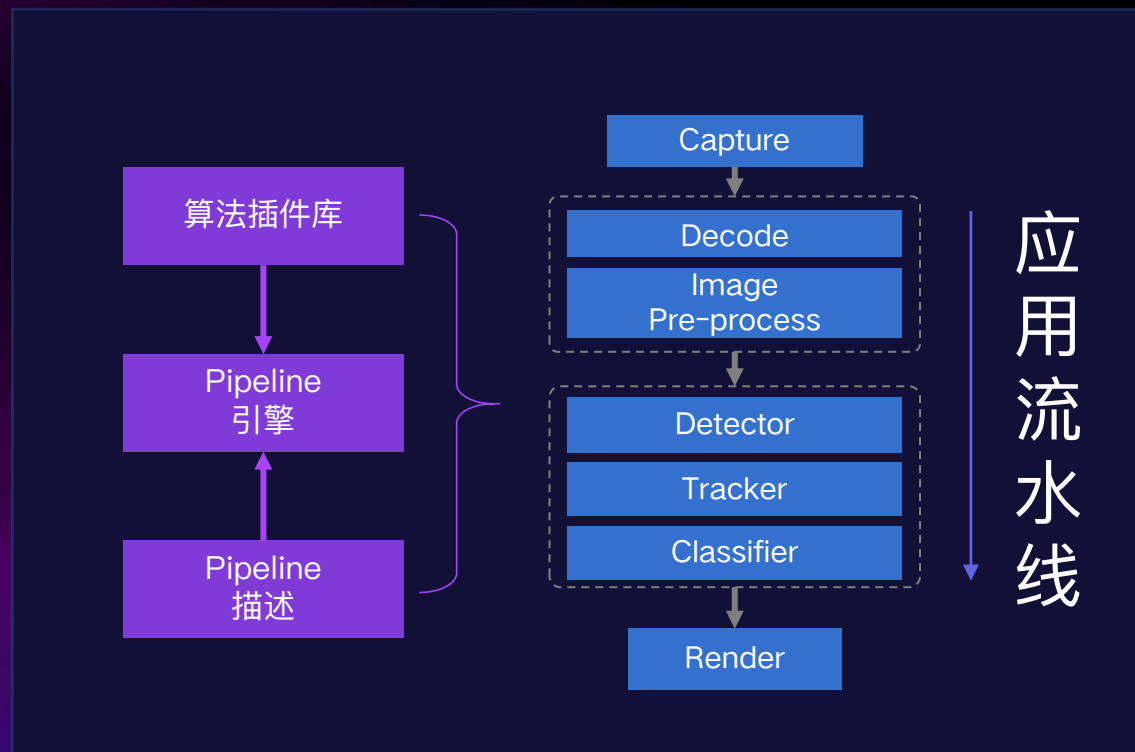 算法插件库
Pipeline
引擎
Pipeline
描述
Capture
Decode
Image
Pre-process
Detector
Tracker
Classifier
Render
应用流水线